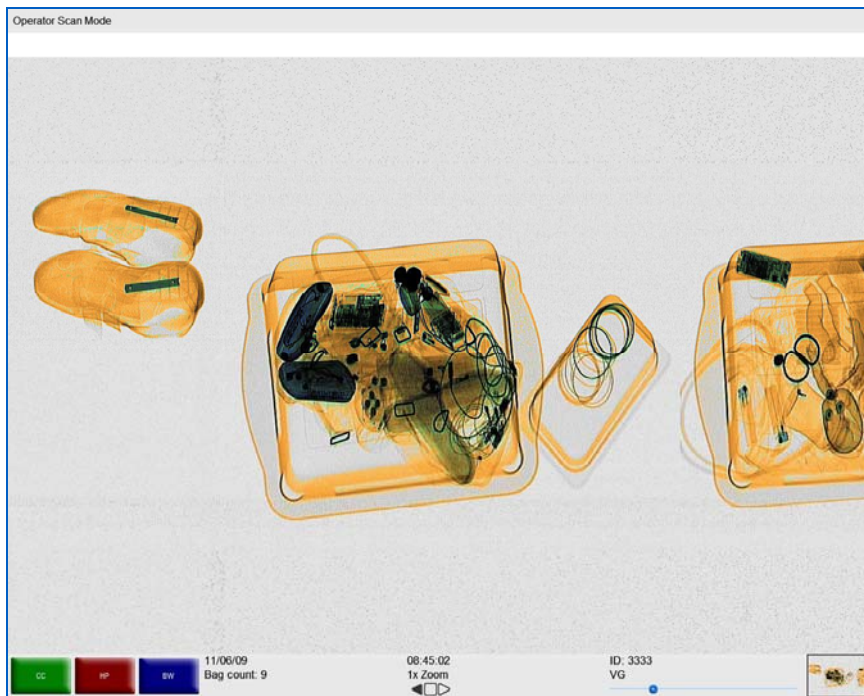 Operator Scan Mode
CC
HP
BW
11/06/09
Bag count: 9
08:45:02
1x Zoom
ID: 3333
VG